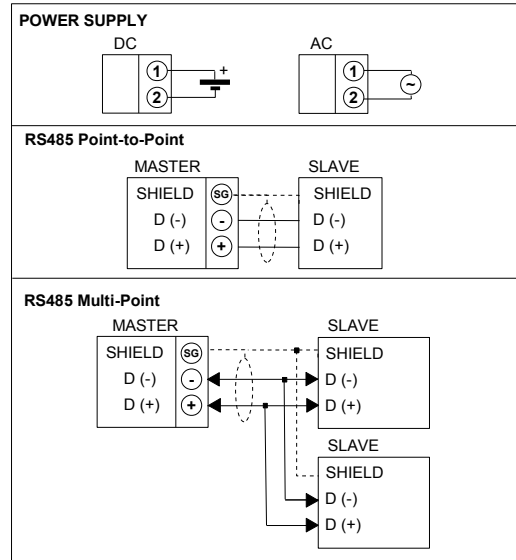 POWER SUPPLY
DC
AC
1
+
2
1
~
2
RS485 Point-to-Point
MASTER
SLAVE
SHIELD SG SHIELD
D (-) - D (-)
D (+) + D (+)
RS485 Multi-Point
MASTER
SLAVE
SHIELD SG SHIELD
D (-) - D (-)
D (+) + D (+)
SLAVE
SHIELD
D (-)
D (+)